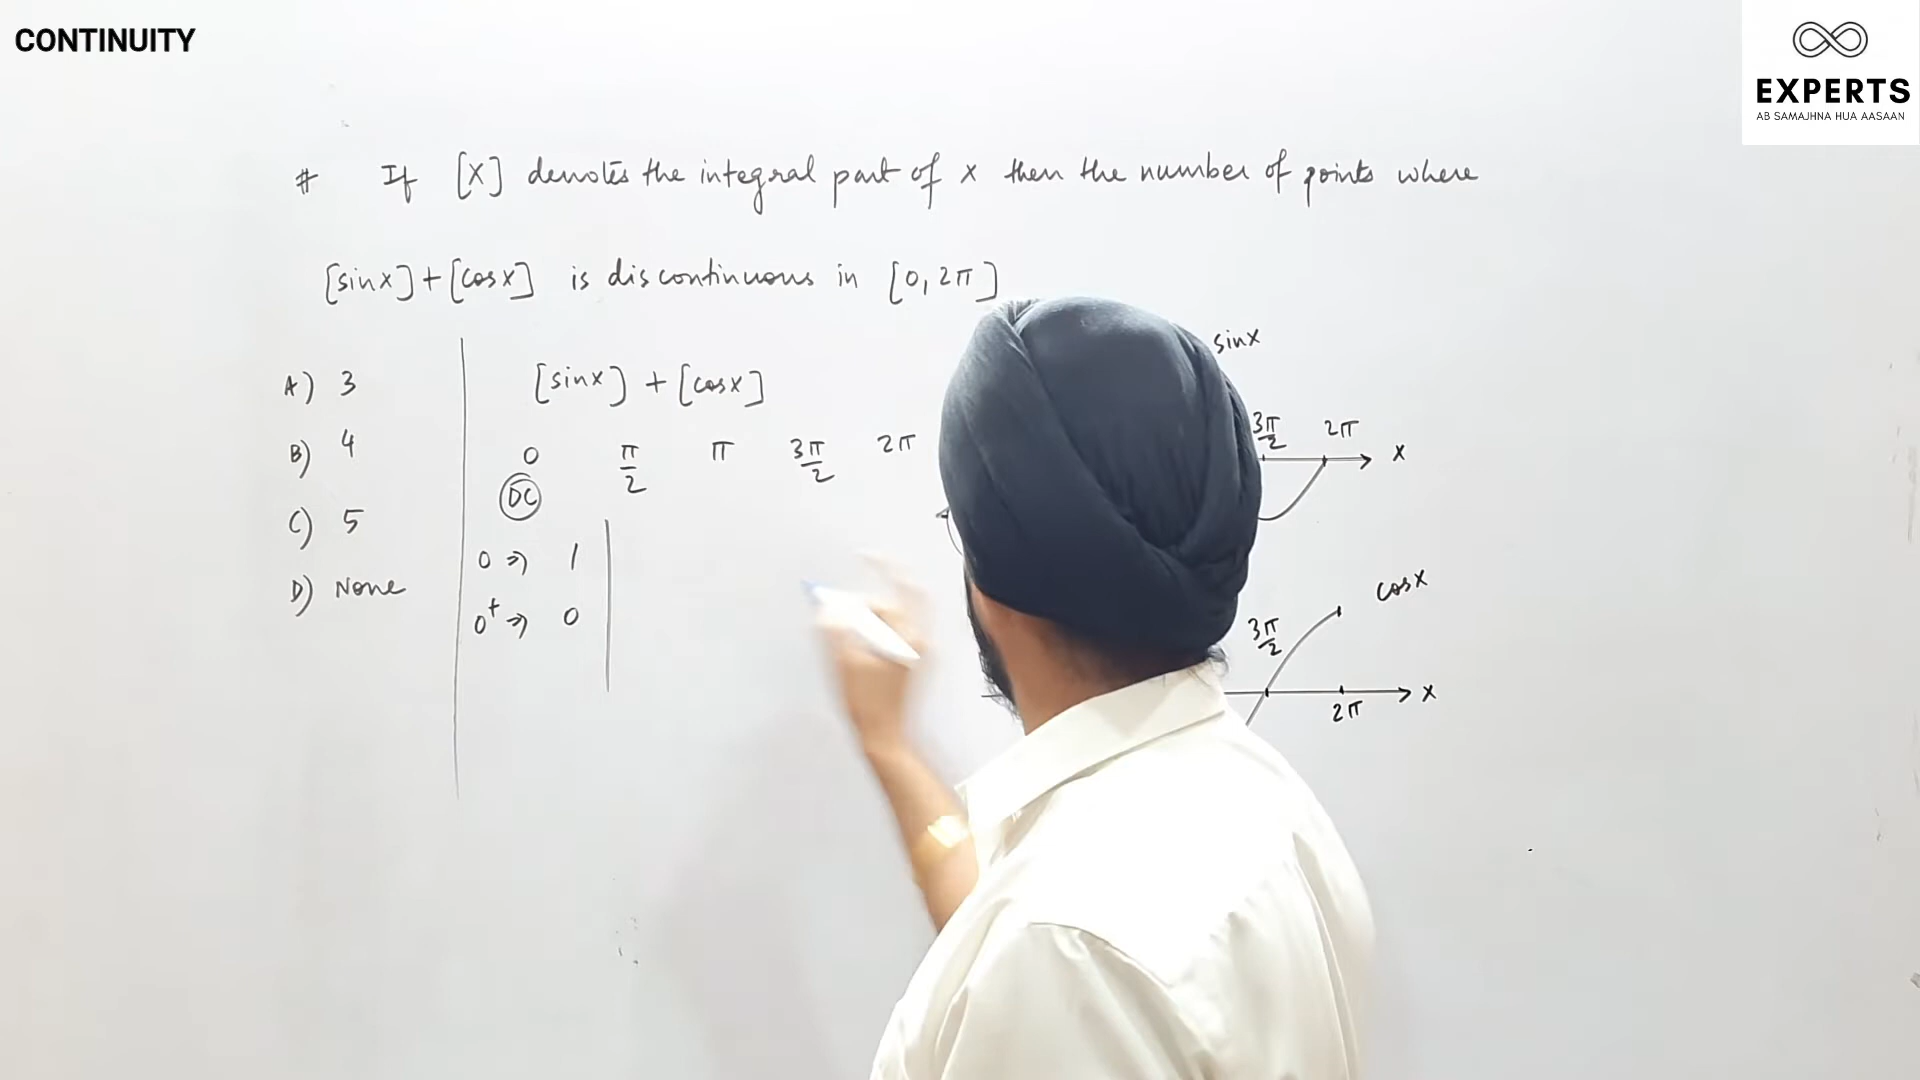 CONTINUITY
EXPERTS
AB SAMAJHNA HUA AASAAN
# If [X] denotes the integral part of x then the number of points where
[sinx]+[cosx] is discontinuous in [0, 2π]
A) 3
B) 4
C) 5
D) None
[sinx] + [cosx]
0 π/2 π 3π/2 2π
DC
0 ⇒ 1
0⁺ ⇒ 0
sinx
3π/2 2π x
cosx
3π/2
2π x